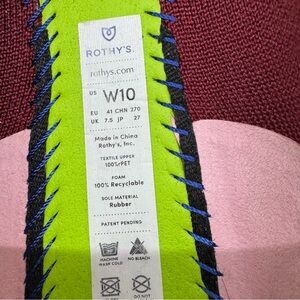 ROTHY'S
rothys.com
US W10
EU 41 CHN 270
UK 7.5 JP 27
Made in China
Rothy's, Inc.
TEXTILE UPPER
100% rPET
FOAM
100% Recyclable
SOLE MATERIAL
Rubber
PATENT PENDING
MACHINE WASH COLD
NO BLEACH